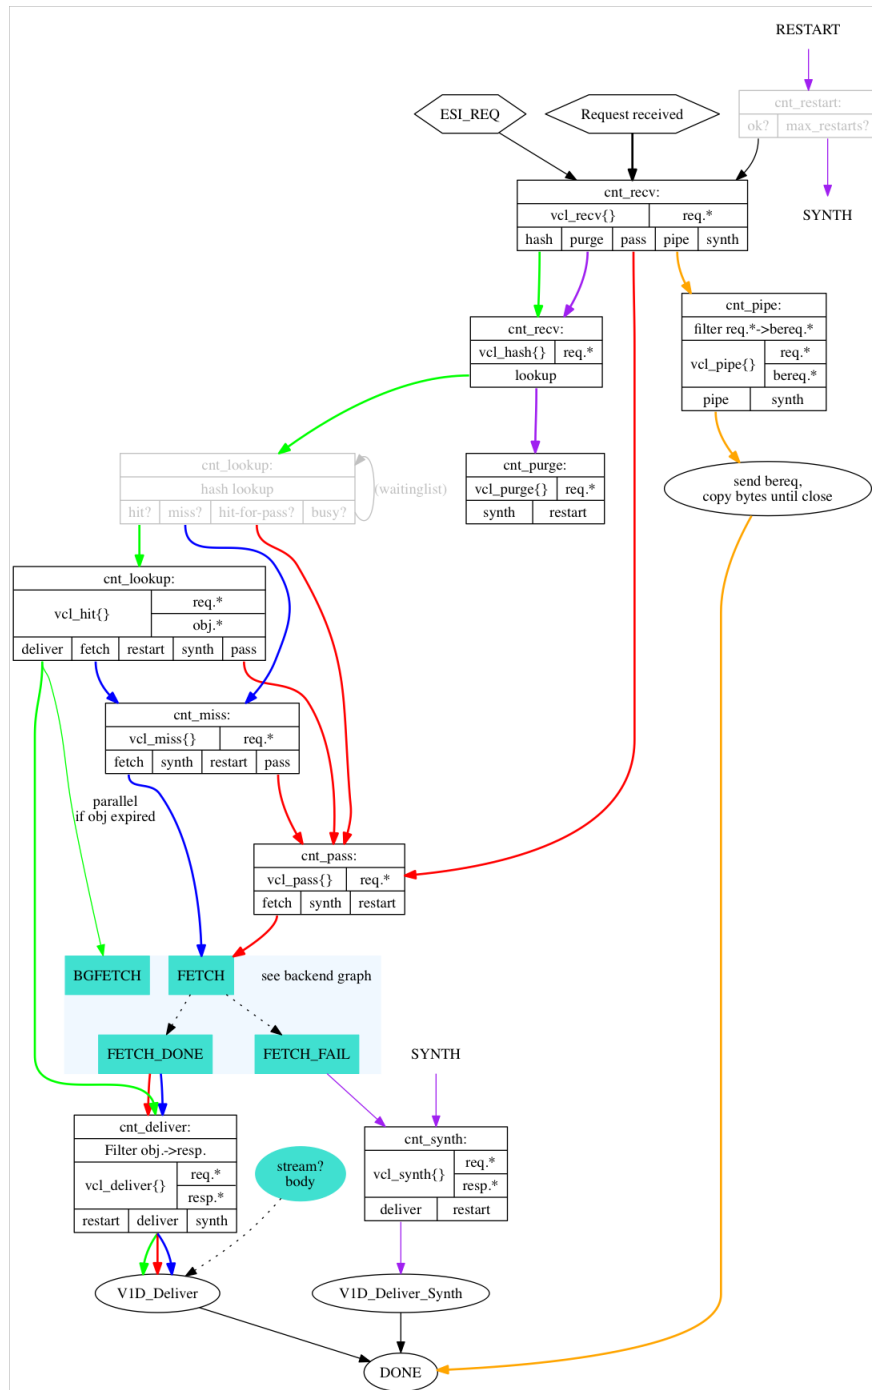 RESTART
cnt_restart:
ok? max_restarts?
ESI_REQ
Request received
SYNTH
cnt_recv:
vcl_recv{} req.*
hash purge pass pipe synth
cnt_pipe:
filter req.*->bereq.*
vcl_pipe{} req.*
bereq.*
pipe synth
cnt_recv:
vcl_hash{} req.*
lookup
cnt_lookup:
hash lookup
hit? miss? hit-for-pass? busy?
(waitinglist)
cnt_purge:
vcl_purge{} req.*
synth restart
send bereq,
copy bytes until close
cnt_lookup:
vcl_hit{} req.*
obj.*
deliver fetch restart synth pass
cnt_miss:
vcl_miss{} req.*
fetch synth restart pass
parallel
if obj expired
cnt_pass:
vcl_pass{} req.*
fetch synth restart
BGFETCH
FETCH
see backend graph
FETCH_DONE
FETCH_FAIL
SYNTH
cnt_deliver:
Filter obj.->resp.
vcl_deliver{} req.*
resp.*
restart deliver synth
stream?
body
cnt_synth:
vcl_synth{} req.*
resp.*
deliver restart
V1D_Deliver
V1D_Deliver_Synth
DONE